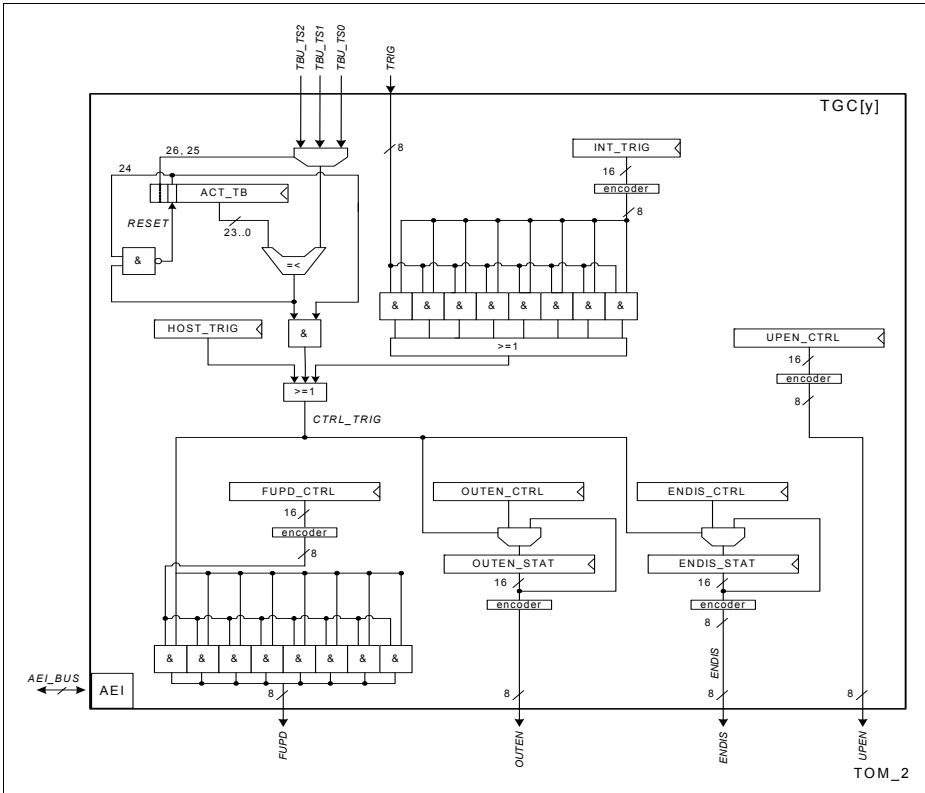 TBU_TS2
TBU_TS1
TBU_TS0
TRIG
TGC[y]
26, 25
8
INT_TRIG
24
16
encoder
ACT_TB
8
RESET
23..0
&
=<
& & & & & & & &
HOST_TRIG
&
>=1
UPEN_CTRL
16
encoder
>=1
8
CTRL_TRIG
FUPD_CTRL
OUTEN_CTRL
ENDIS_CTRL
16
encoder
8
OUTEN_STAT
ENDIS_STAT
16
16
encoder
encoder
8
& & & & & & & &
ENDIS
AEI_BUS
AEI
8
8
8
8
FUPD
OUTEN
ENDIS
UPEN
TOM_2